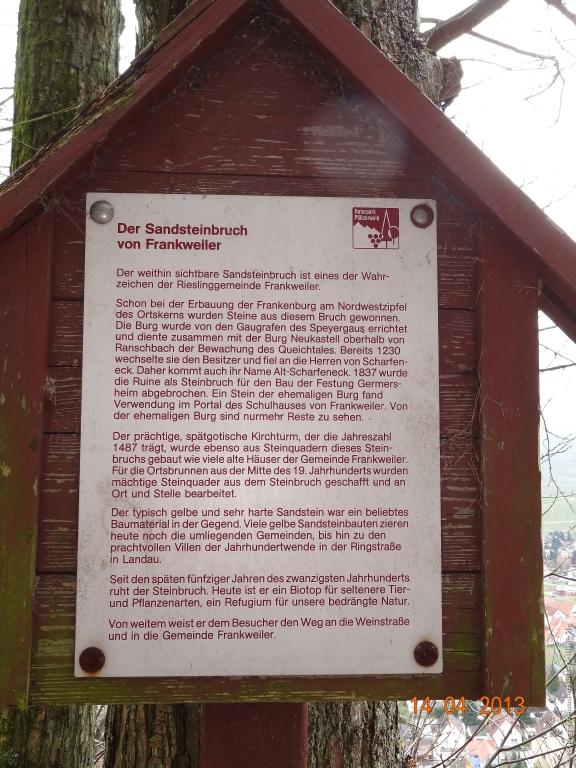 Der Sandsteinbruch
von Frankweiler
Naturpark
Pfälzerwald
Der weithin sichtbare Sandsteinbruch ist eines der Wahr-
zeichen der Rieslinggemeinde Frankweiler.
Schon bei der Erbauung der Frankenburg am Nordwestzipfel
des Ortskerns wurden Steine aus diesem Bruch gewonnen.
Die Burg wurde von den Gaugrafen des Speyergaus errichtet
und diente zusammen mit der Burg Neukastell oberhalb von
Ranschbach der Bewachung des Queichtales. Bereits 1230
wechselte sie den Besitzer und fiel an die Herren von Scharfen-
eck. Daher kommt auch ihr Name Alt-Scharfeneck. 1837 wurde
die Ruine als Steinbruch für den Bau der Festung Germers-
heim abgebrochen. Ein Stein der ehemaligen Burg fand
Verwendung im Portal des Schulhauses von Frankweiler. Von
der ehemaligen Burg sind nurmehr Reste zu sehen.
Der prächtige, spätgotische Kirchturm, der die Jahreszahl
1487 trägt, wurde ebenso aus Steinquadern dieses Stein-
bruchs gebaut wie viele alte Häuser der Gemeinde Frankweiler.
Für die Ortsbrunnen aus der Mitte des 19. Jahrhunderts wurden
mächtige Steinquader aus dem Steinbruch geschafft und an
Ort und Stelle bearbeitet.
Der typisch gelbe und sehr harte Sandstein war ein beliebtes
Baumaterial in der Gegend. Viele gelbe Sandsteinbauten zieren
heute noch die umliegenden Gemeinden, bis hin zu den
prachtvollen Villen der Jahrhundertwende in der Ringstraße
in Landau.
Seit den späten fünfziger Jahren des zwanzigsten Jahrhunderts
ruht der Steinbruch. Heute ist er ein Biotop für seltenere Tier-
und Pflanzenarten, ein Refugium für unsere bedrängte Natur.
Von weitem weist er dem Besucher den Weg an die Weinstraße
und in die Gemeinde Frankweiler.
14 04 2013